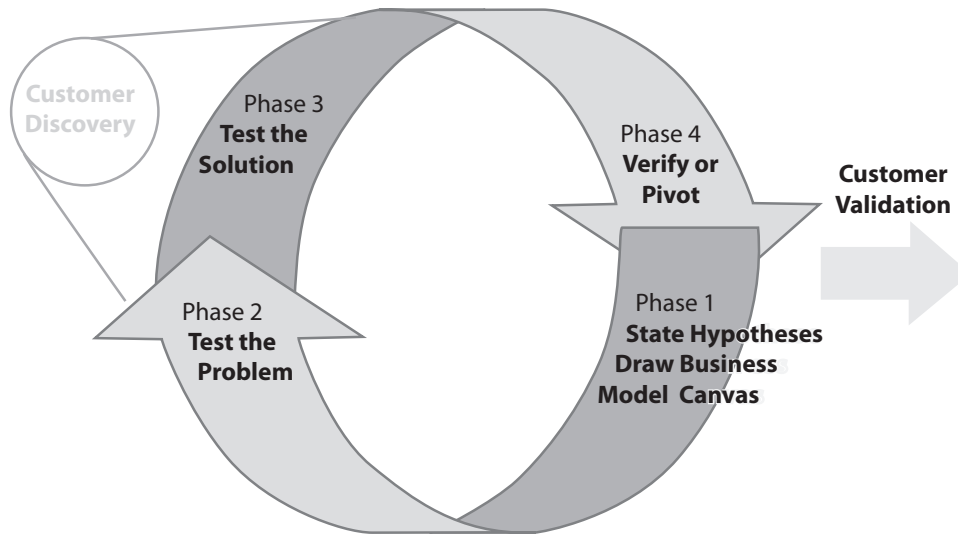 Customer
Discovery
Phase 3
Test the
Solution
Phase 4
Verify or
Pivot
Customer
Validation
Phase 2
Test the
Problem
Phase 1
State Hypotheses
Draw Business
Model Canvas